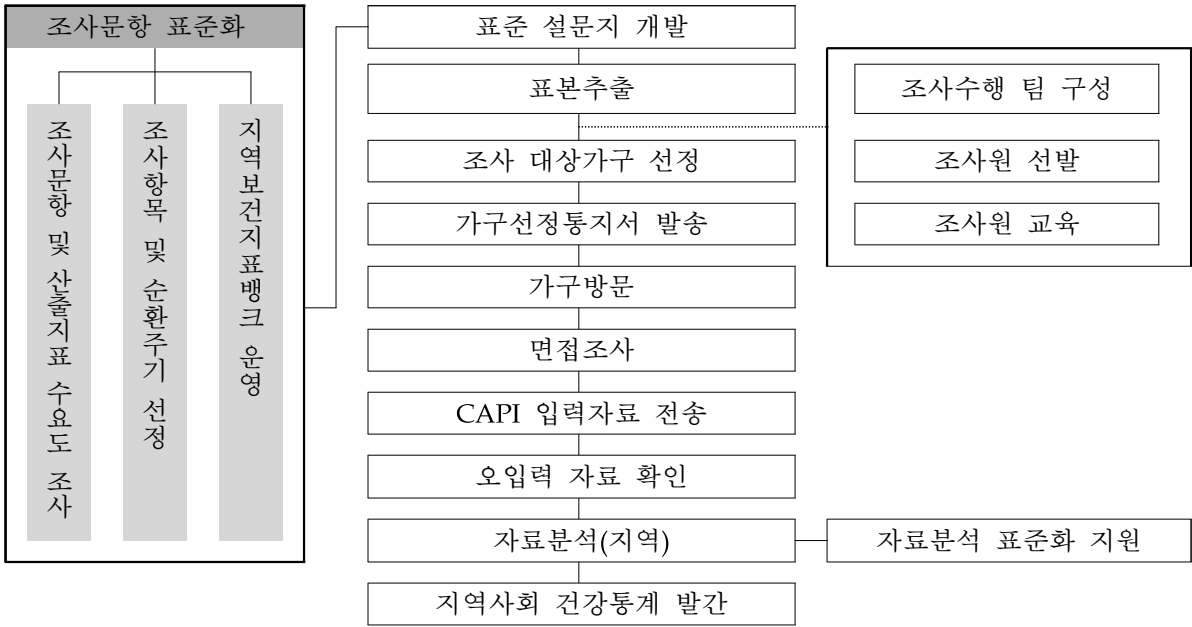 조사문항 표준화
조사문항 및 산출지표 수요도 조사
조사항목 및 순환주기 선정
지역보건지표뱅크 운영
표준 설문지 개발
표본추출
조사 대상가구 선정
가구선정통지서 발송
가구방문
면접조사
CAPI 입력자료 전송
오입력 자료 확인
자료분석(지역)
지역사회 건강통계 발간
조사수행 팀 구성
조사원 선발
조사원 교육
자료분석 표준화 지원